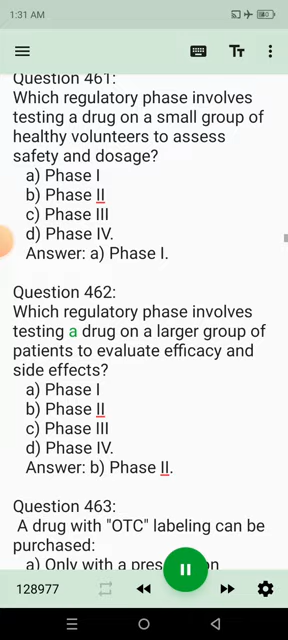 1:31 AM
Question 461:
Which regulatory phase involves
testing a drug on a small group of
healthy volunteers to assess
safety and dosage?
a) Phase I
b) Phase II
c) Phase III
d) Phase IV.
Answer: a) Phase I.
Question 462:
Which regulatory phase involves
testing a drug on a larger group of
patients to evaluate efficacy and
side effects?
a) Phase I
b) Phase II
c) Phase III
d) Phase IV.
Answer: b) Phase II.
Question 463:
A drug with "OTC" labeling can be
purchased:
a) Only with a
128977